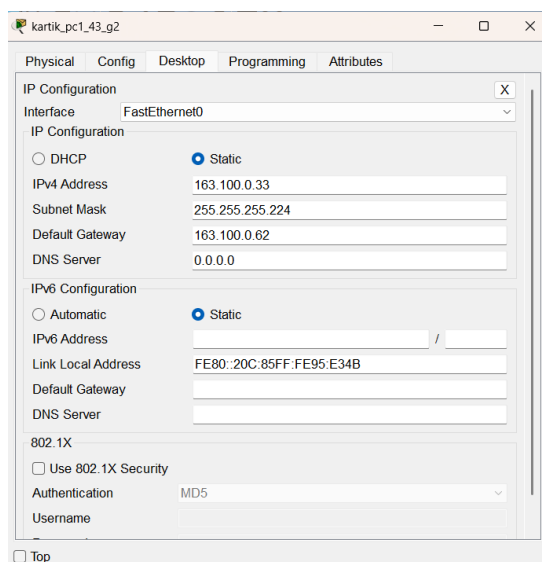 kartik_pc1_43_g2
Physical Config Desktop Programming Attributes
IP Configuration X
Interface FastEthernet0
IP Configuration
DHCP Static
IPv4 Address 163.100.0.33
Subnet Mask 255.255.255.224
Default Gateway 163.100.0.62
DNS Server 0.0.0.0
IPv6 Configuration
Automatic Static
IPv6 Address /
Link Local Address FE80::20C:85FF:FE95:E34B
Default Gateway
DNS Server
802.1X
Use 802.1X Security
Authentication MD5
Username
Top